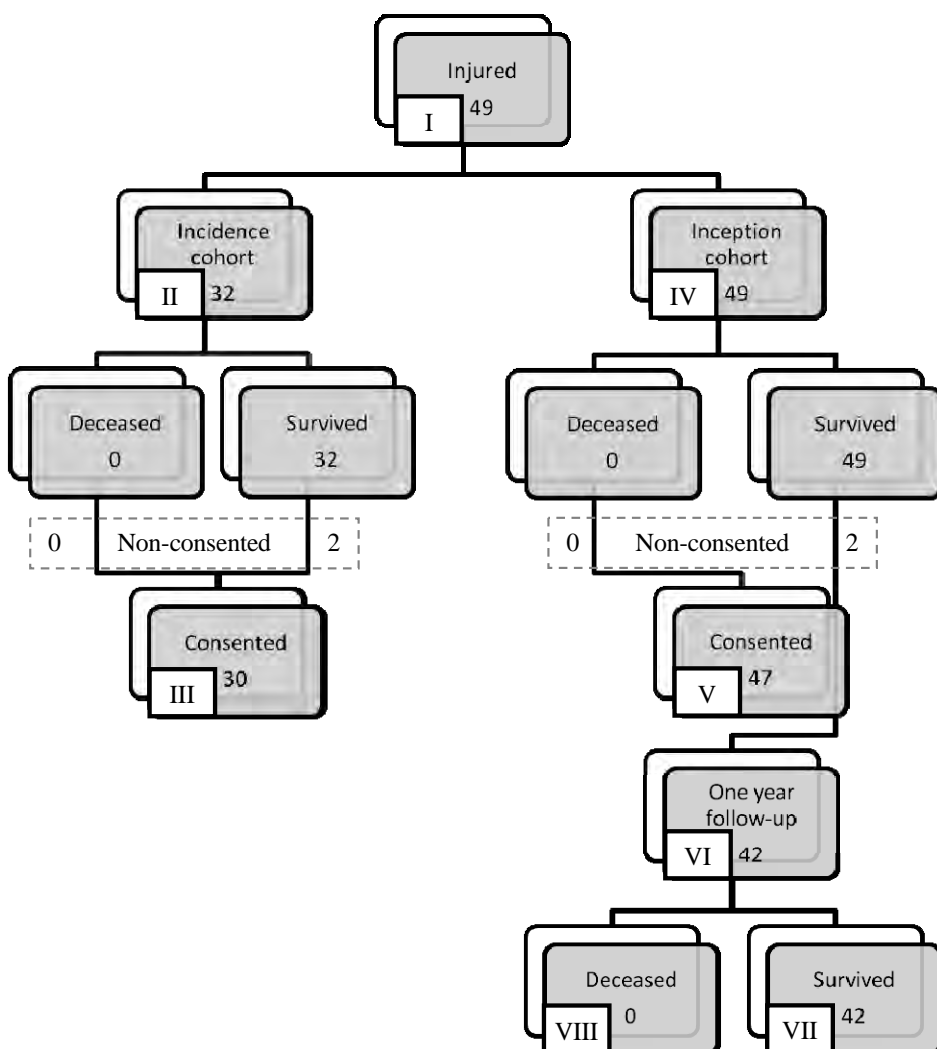 Injured
49
I
Incidence
cohort
32
II
Inception
cohort
49
IV
Deceased
0
Survived
32
Deceased
0
Survived
49
0 Non-consented 2
0 Non-consented 2
Consented
30
III
Consented
47
V
One year
follow-up
42
VI
Deceased
0
VIII
Survived
42
VII